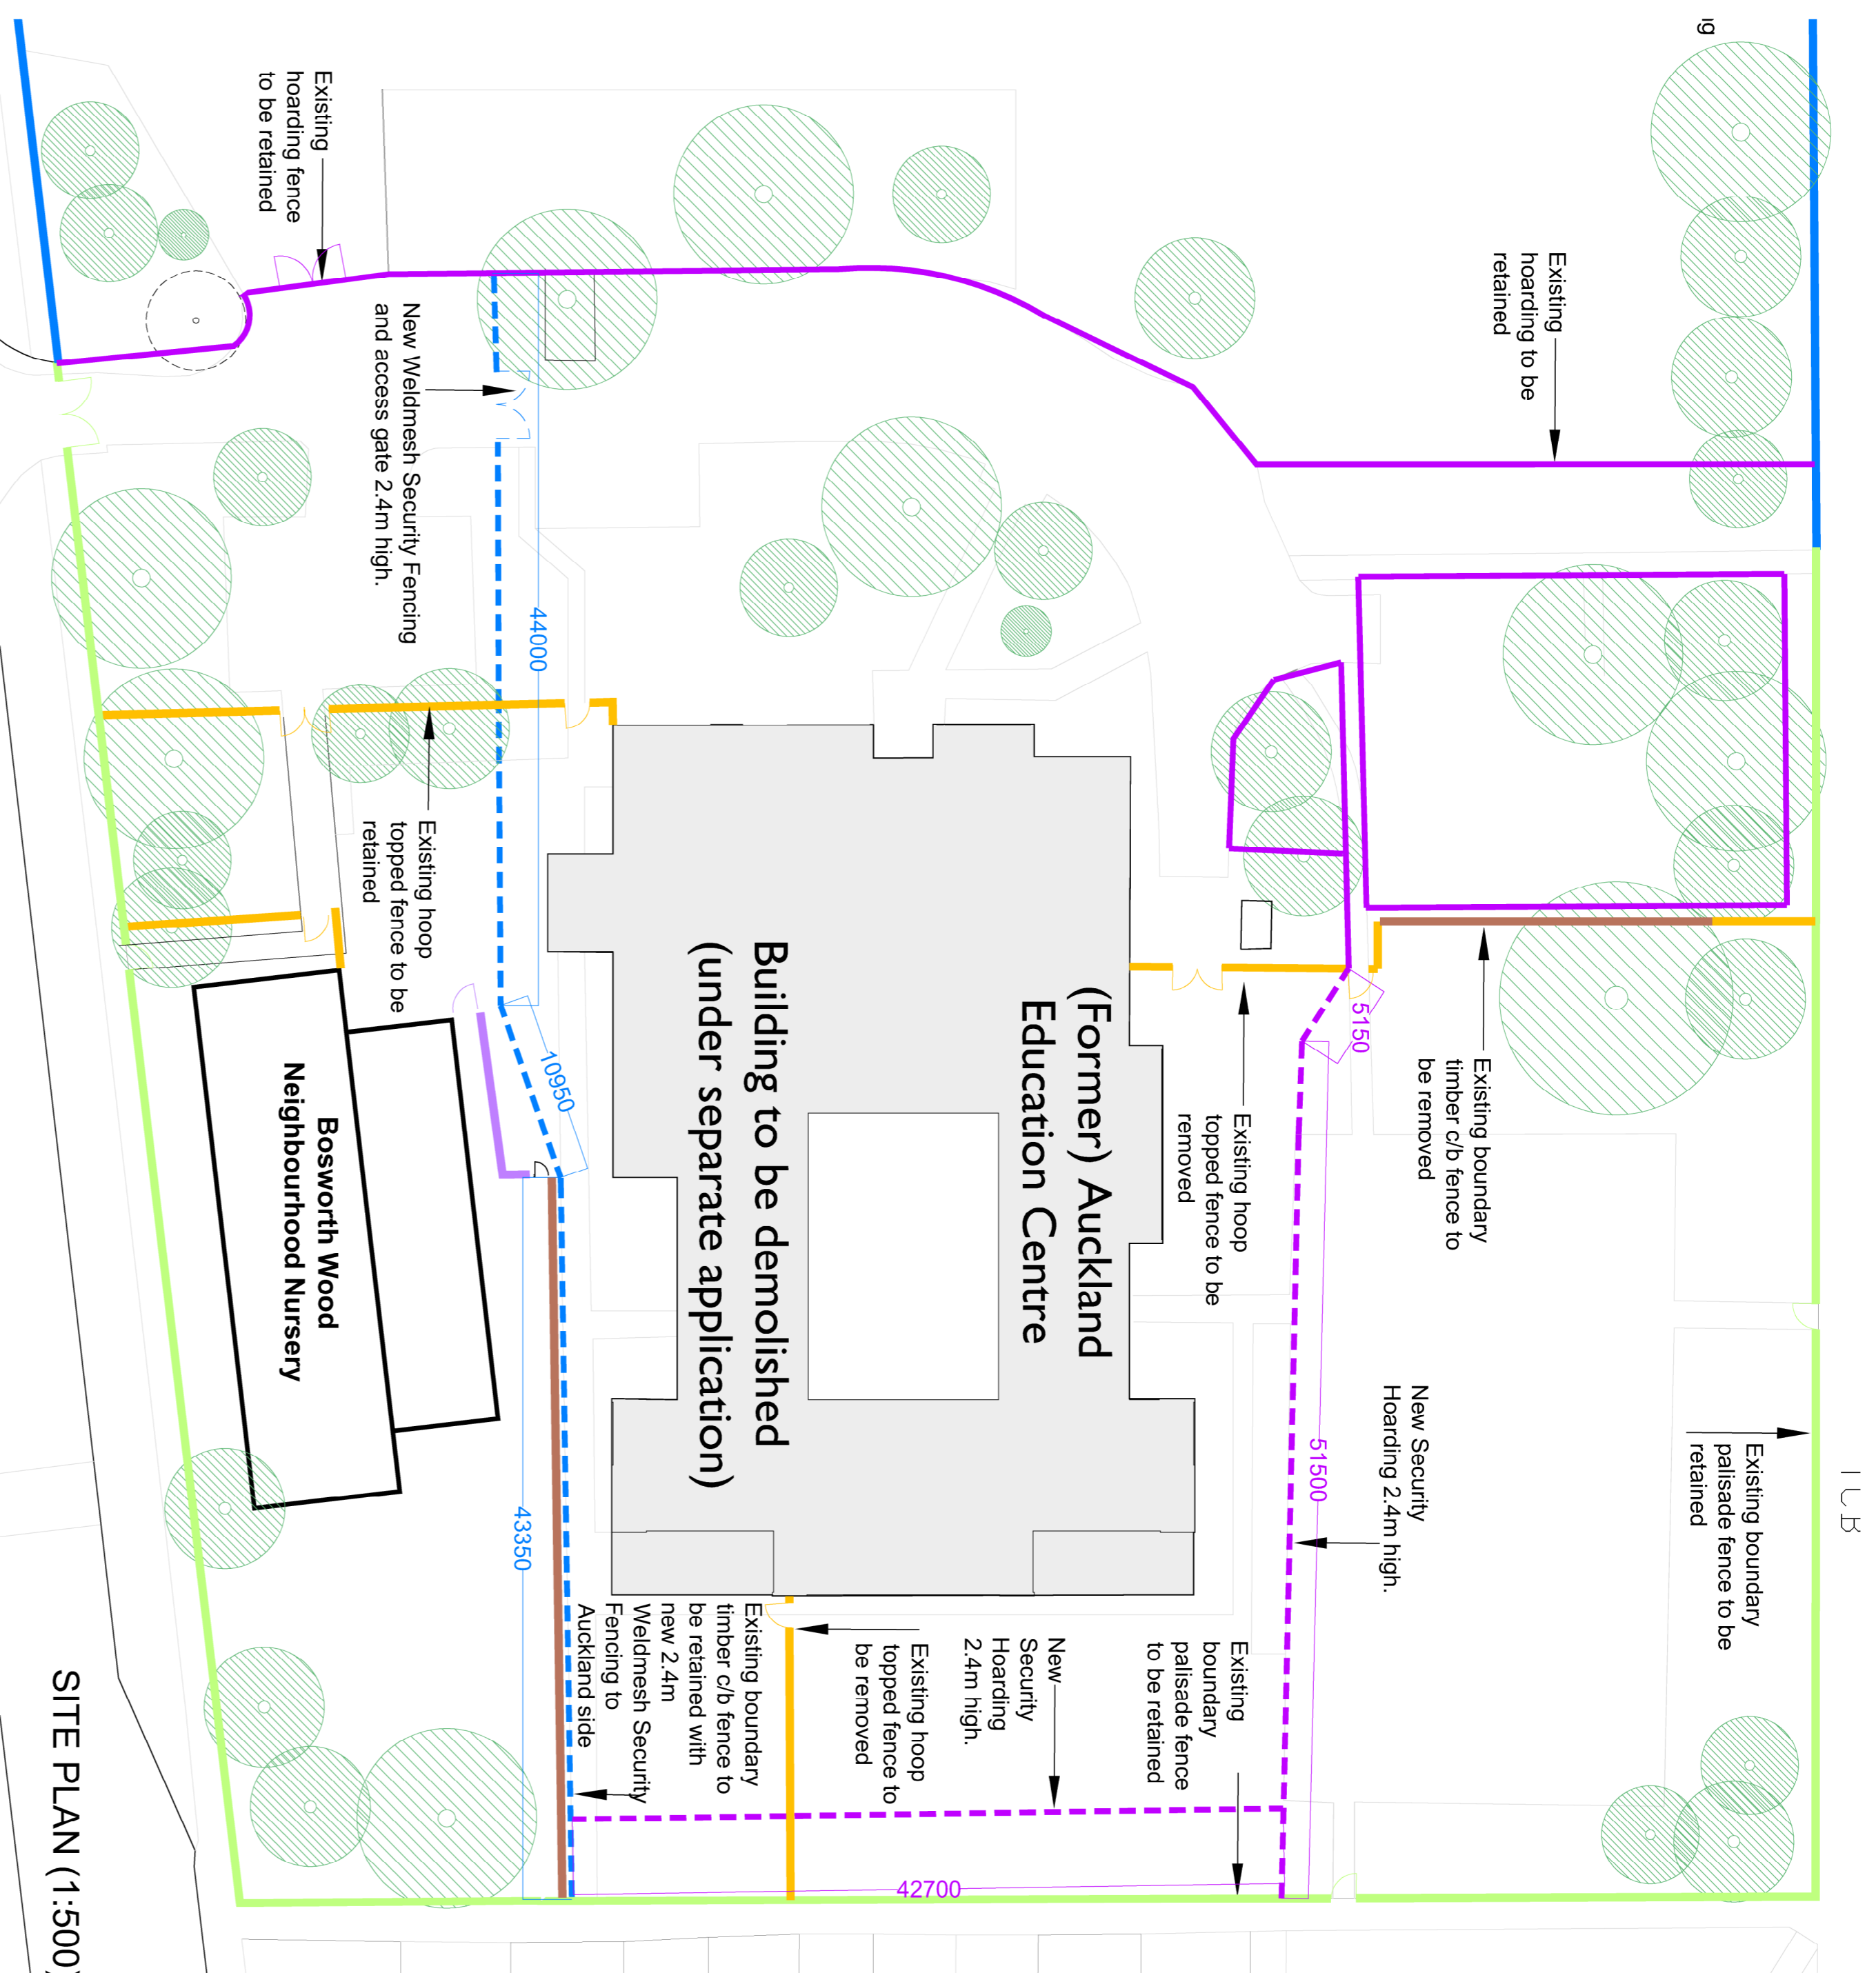 ig
Existing
hoarding to be
retained
Existing
hoarding fence
to be retained
New Weldmesh Security Fencing
and access gate 2.4m high.
44000
Existing hoop
topped fence to be
retained
10950
5150
Existing boundary
timber c/b fence to
be removed
Existing hoop
topped fence to be
removed
(Former) Auckland
Education Centre
Building to be demolished
(under separate application)
Bosworth Wood
Neighbourhood Nursery
New Security
Hoarding 2.4m high.
51500
43350
Existing boundary
palisade fence to be
retained
Existing
boundary
palisade fence
to be retained
New
Security
Hoarding
2.4m high.
Existing hoop
topped fence to
be removed
Existing boundary
timber c/b fence to
be retained with
new 2.4m
Weldmesh Security
Fencing to
Auckland side
42700
SITE PLAN (1:500)